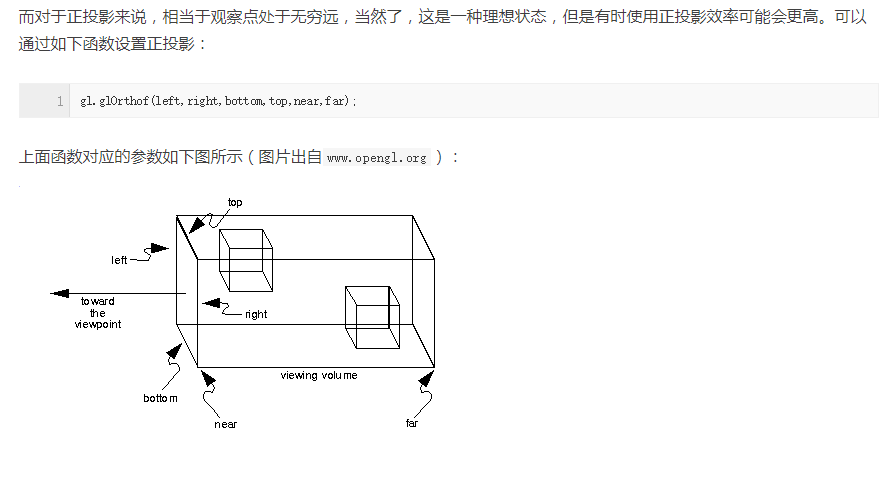 而对于正投影来说，相当于观察点处于无穷远，当然了，这是一种理想状态，但是有时使用正投影效率可能会更高。可以
通过如下函数设置正投影：
1 gl.glOrthof(left,right,bottom,top,near,far);
上面函数对应的参数如下图所示（图片出自www.opengl.org）：
top
left
toward
the
viewpoint
right
viewing volume
bottom
near
far